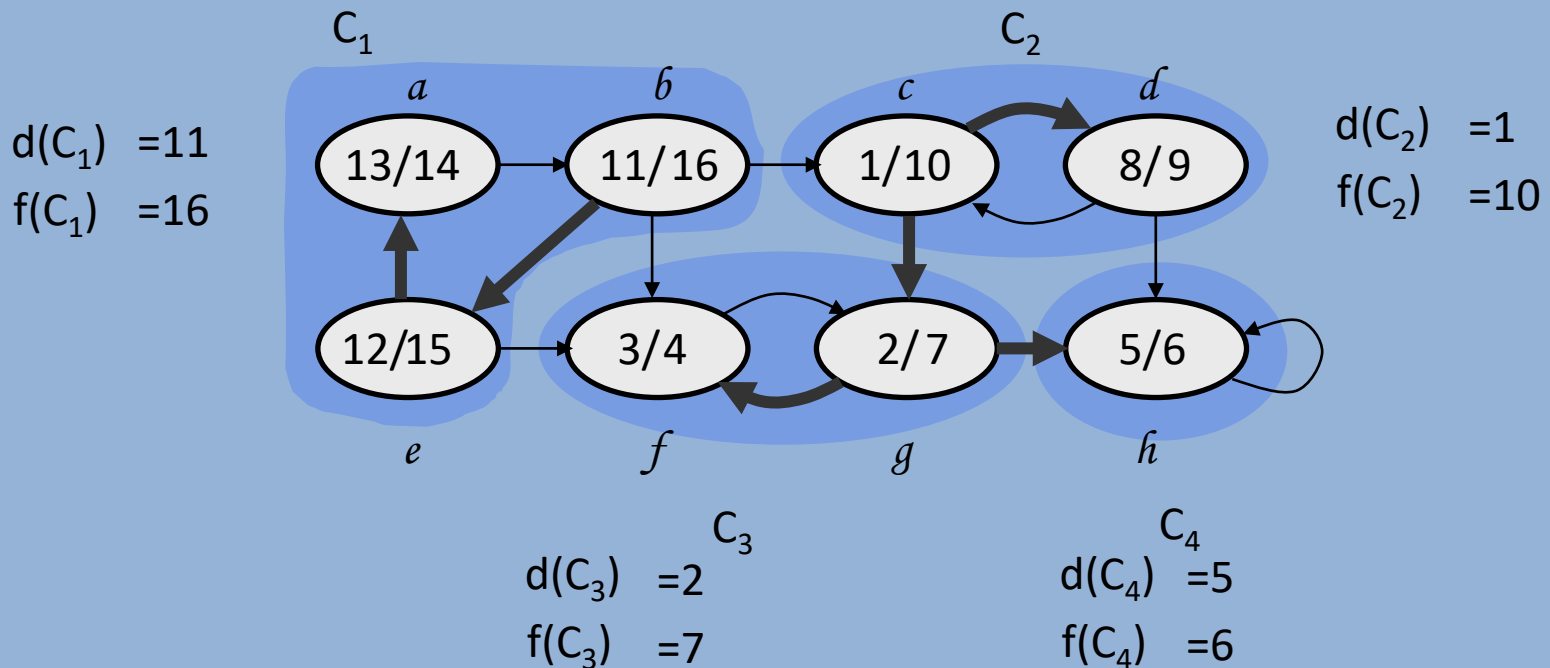 C₁ C₂
a b c d
d(C₁) =11
13/14 11/16 1/10 8/9
d(C₂) =1
f(C₁) =16
f(C₂) =10
12/15 3/4 2/7 5/6
e f g h
C₃ C₄
d(C₃) =2 d(C₄) =5
f(C₃) =7 f(C₄) =6